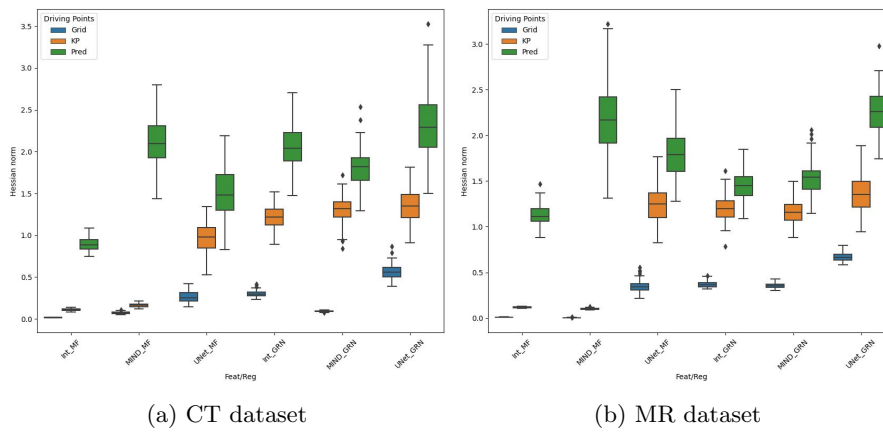 Driving Points
Grid
KP
Pred
Hessian norm
3.5
3.0
2.5
2.0
1.5
1.0
0.5
0.0
Int_MF
MIND_MF
UNet_MF
Int_GRN
MIND_GRN
UNet_GRN
Feat/Reg
(a) CT dataset
Driving Points
Grid
KP
Pred
Hessian norm
3.0
2.5
2.0
1.5
1.0
0.5
0.0
Int_MF
MIND_MF
UNet_MF
Int_GRN
MIND_GRN
UNet_GRN
Feat/Reg
(b) MR dataset